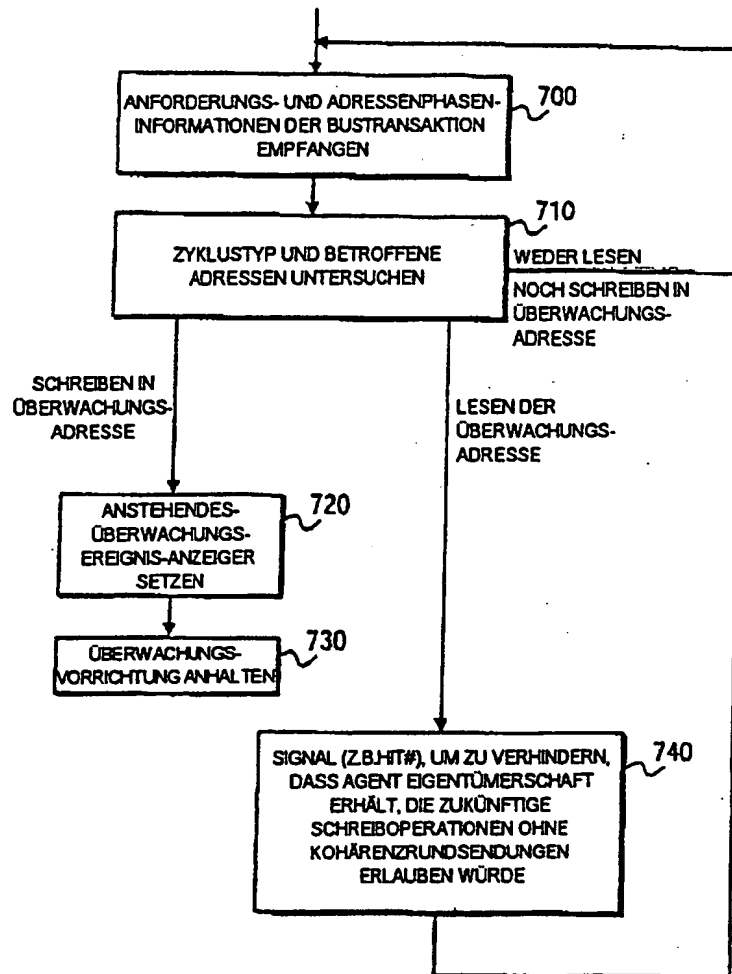 ANFORDERUNGS- UND ADRESSENPHASEN-
INFORMATIONEN DER BUSTRANSAKTION
EMPFANGEN
700
710
ZYKLUSTYP UND BETROFFENE
ADRESSEN UNTERSUCHEN
WEDER LESEN
NOCH SCHREIBEN IN
ÜBERWACHUNGS-
ADRESSE
SCHREIBEN IN
ÜBERWACHUNGS-
ADRESSE
LESEN DER
ÜBERWACHUNGS-
ADRESSE
ANSTEHENDES-
ÜBERWACHUNGS-
EREIGNIS-ANZEIGER
SETZEN
720
ÜBERWACHUNGS-
VORRICHTUNG ANHALTEN
730
SIGNAL (Z.B.HIT#), UM ZU VERHINDERN,
DASS AGENT EIGENTÜMERSCHAFT
ERHÄLT, DIE ZUKÜNFTIGE
SCHREIBOPERATIONEN OHNE
KOHÄRENZRUNDSENDUNGEN
ERLAUBEN WÜRDE
740